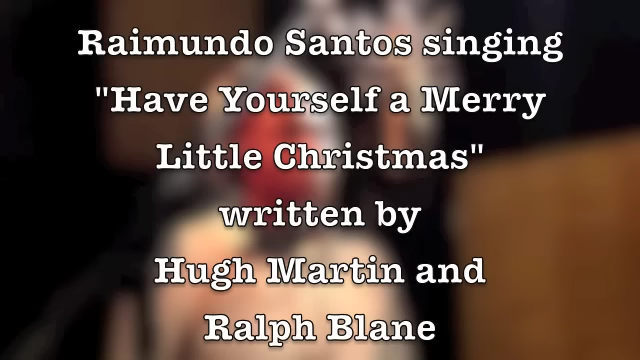 Raimundo Santos singing
"Have Yourself a Merry
Little Christmas"
written by
Hugh Martin and
Ralph Blane